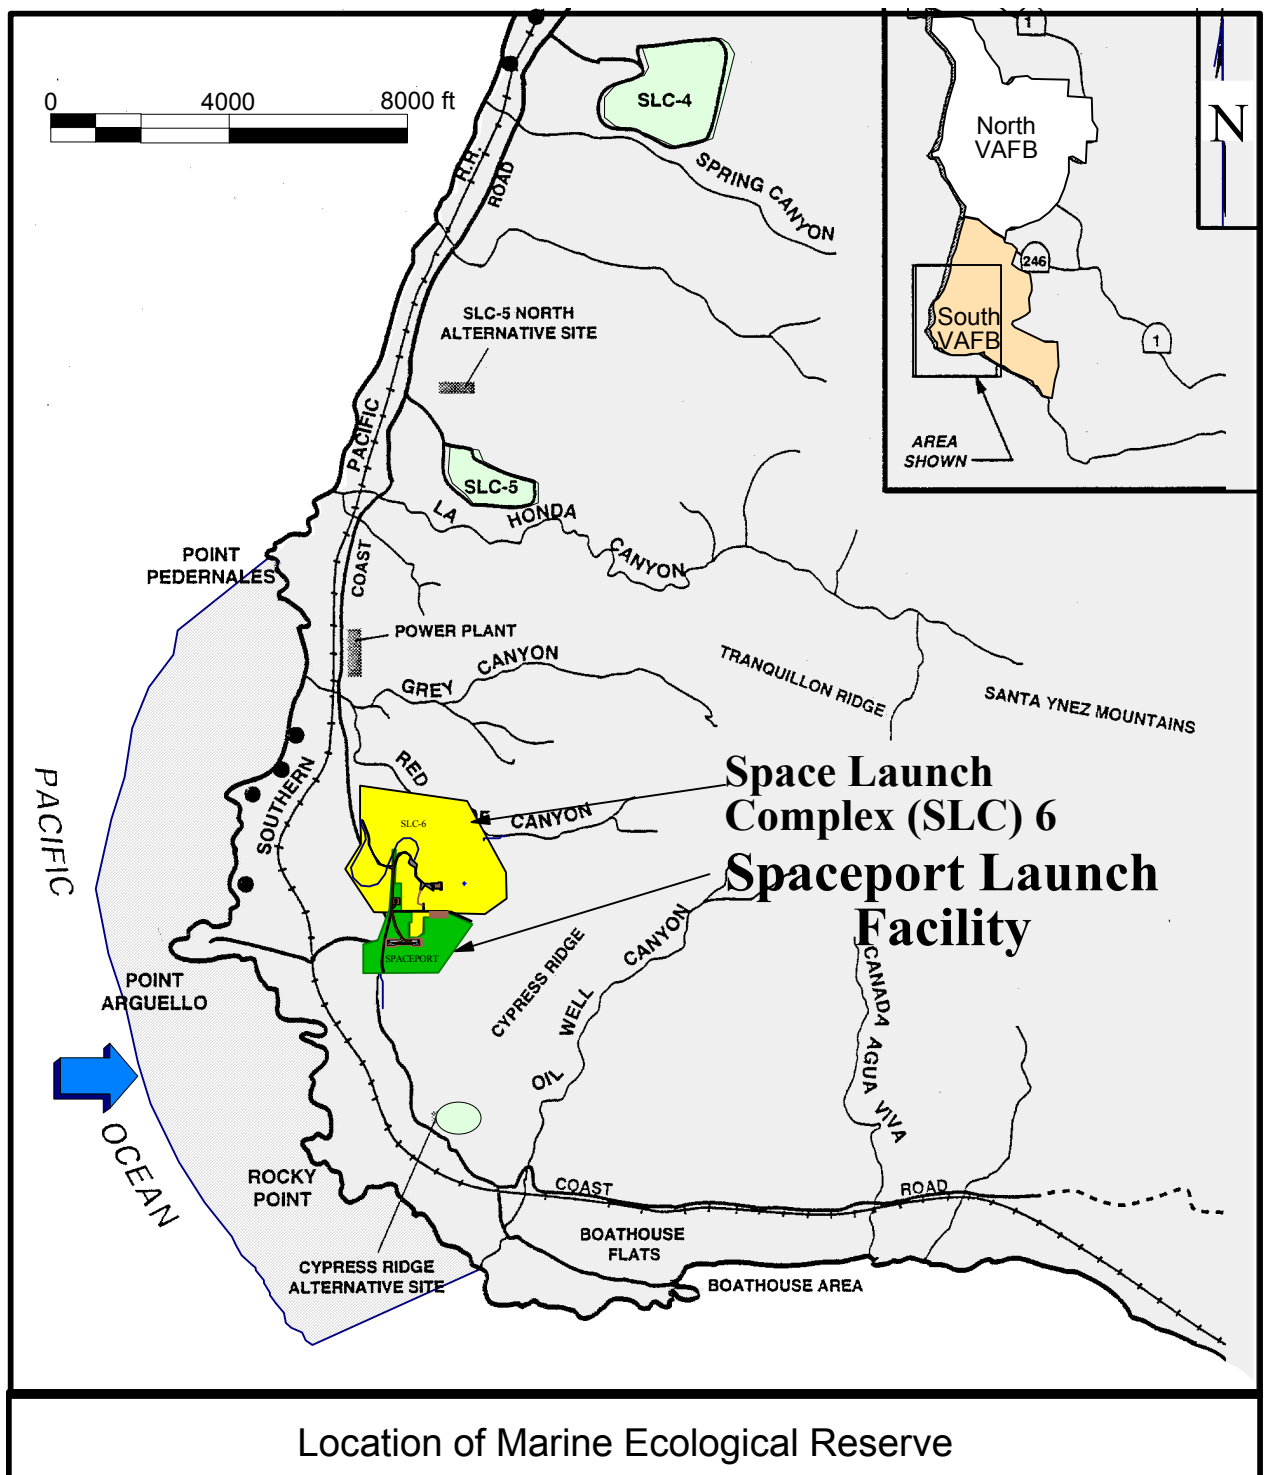 0 4000 8000 ft
SLC-4
1
N
North
VAFB
R.R.
ROAD
SPRING CANYON
246
SLC-5 NORTH
ALTERNATIVE SITE
South
VAFB
1
PACIFIC
AREA
SHOWN
SLC-5
LA HONDA CANYON
COAST
POINT
PEDERNALES
POWER PLANT
GREY CANYON
TRANQUILLON RIDGE
SANTA YNEZ MOUNTAINS
RED
CANYON
Space Launch
Complex (SLC) 6
SLC-6
SOUTHERN
PACIFIC
Spaceport Launch
Facility
SPACEPORT
POINT
ARGUELLO
CYPRESS RIDGE
OIL WELL CANYON
CANADA AGUA VIVA
OCEAN
ROCKY
POINT
COAST ROAD
BOATHOUSE
FLATS
CYPRESS RIDGE
ALTERNATIVE SITE
BOATHOUSE AREA
Location of Marine Ecological Reserve